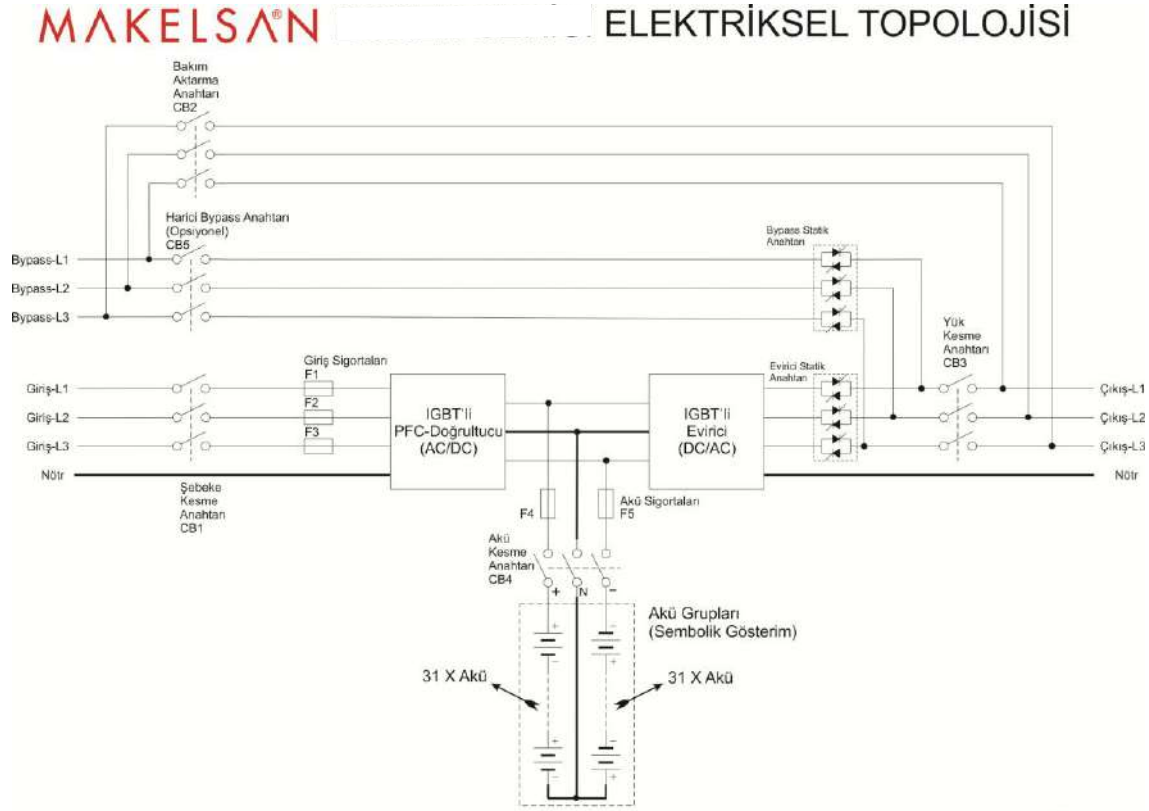 MAKELSAN® ELEKTRİKSEL TOPOLOJİSİ
Bakım
Aktarma
Anahtarı
CB2
Harici Bypass Anahtarı
(Opsiyonel)
CB5
Bypass Statik
Anahtarı
Bypass-L1
Bypass-L2
Bypass-L3
Yük
Kesme
Anahtarı
CB3
Giriş Sigortaları
F1
F2
F3
Evirici Statik
Anahtarı
Giriş-L1
Giriş-L2
Giriş-L3
Nötr
IGBT'li
PFC-Doğrultucu
(AC/DC)
IGBT'li
Evirici
(DC/AC)
Çıkış-L1
Çıkış-L2
Çıkış-L3
Nötr
Şebeke
Kesme
Anahtarı
CB1
F4
Akü Sigortaları
F5
Akü
Kesme
Anahtarı
CB4
+ N -
Akü Grupları
(Sembolik Gösterim)
+ -
- +
31 X Akü
31 X Akü
+ -
- +